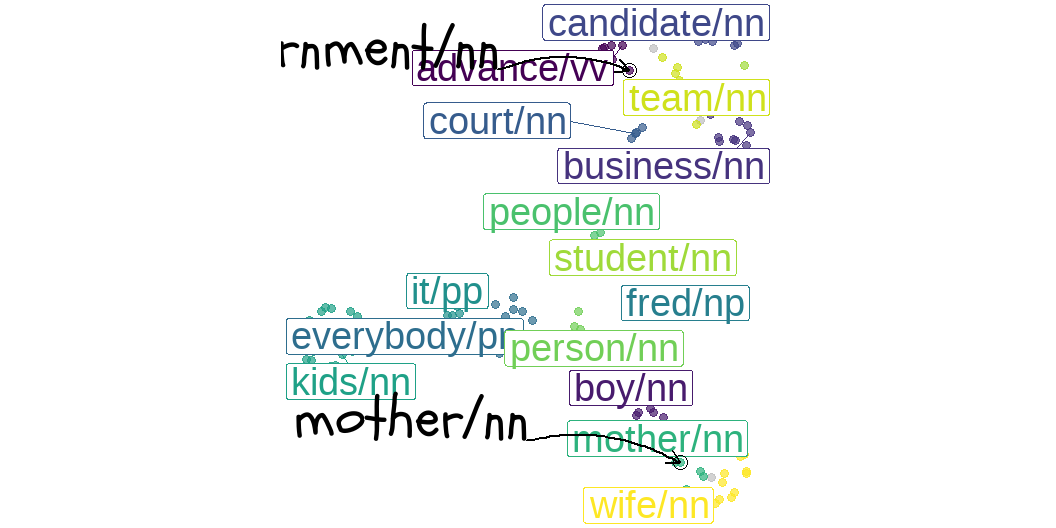 candidate/nn
rnment/nn
advance/vv
team/nn
court/nn
business/nn
people/nn
student/nn
it/pp
fred/np
everybody/pn
person/nn
kids/nn
boy/nn
mother/nn
mother/nn
wife/nn